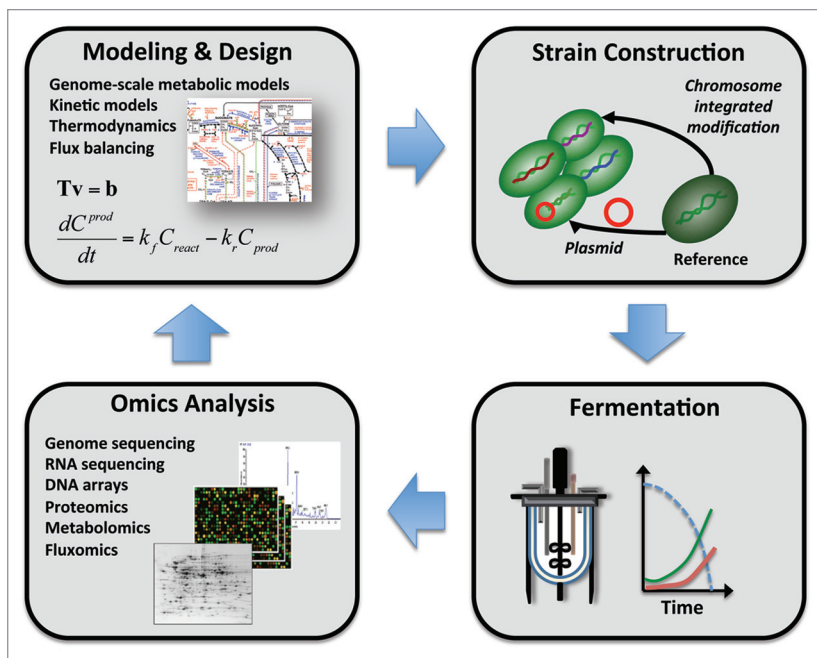 Modeling & Design
Genome-scale metabolic models
Kinetic models
Thermodynamics
Flux balancing
Tv = b
dC^prod/dt = k_f C_react − k_r C_prod
Strain Construction
Chromosome
integrated
modification
Plasmid
Reference
Omics Analysis
Genome sequencing
RNA sequencing
DNA arrays
Proteomics
Metabolomics
Fluxomics
Fermentation
Time